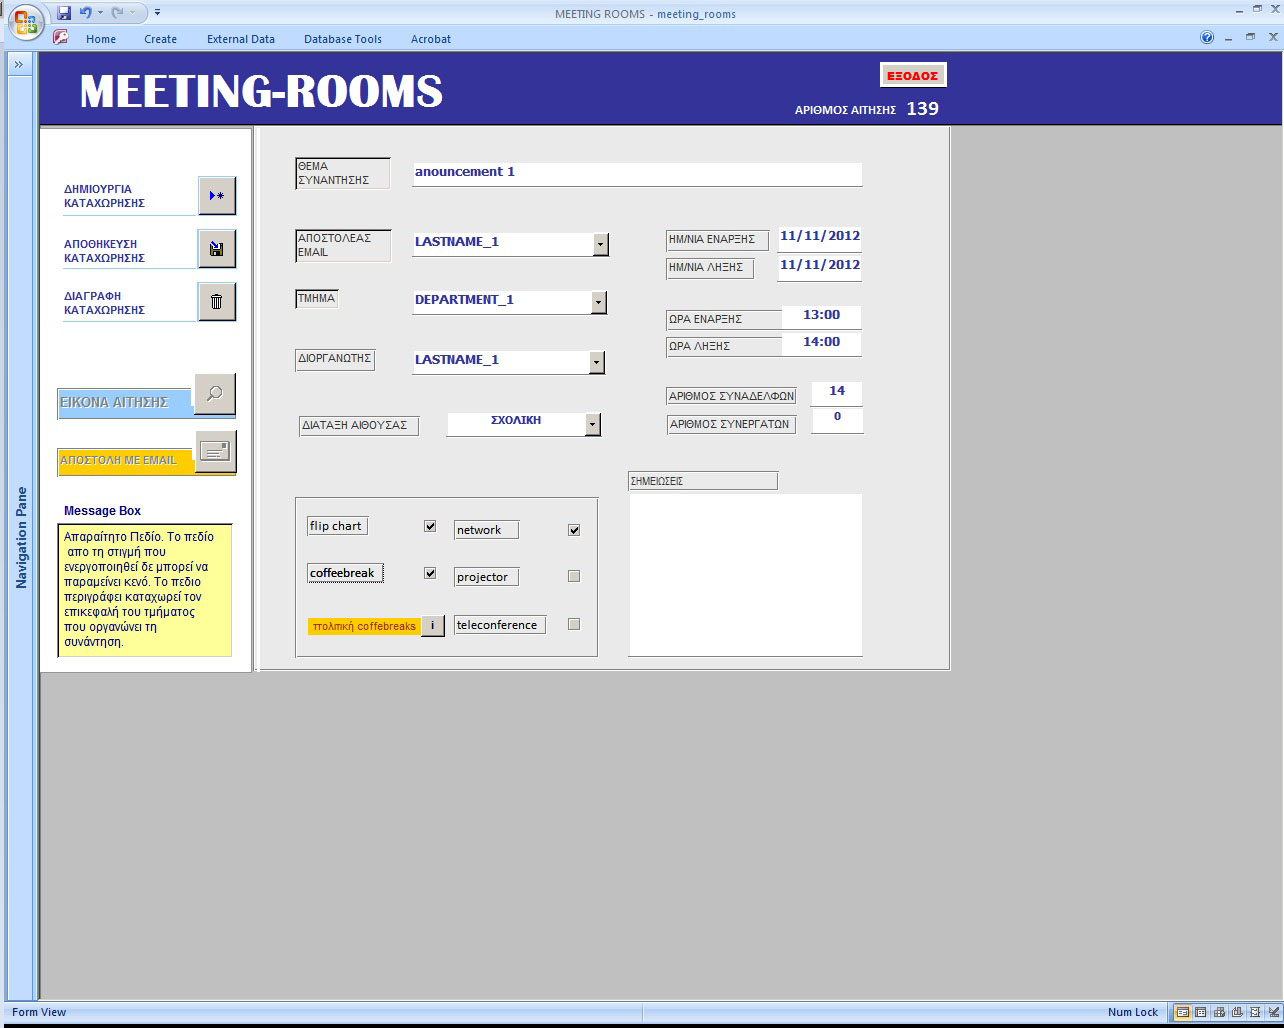 MEETING ROOMS - meeting_rooms
Home Create External Data Database Tools Acrobat
MEETING-ROOMS
ΕΞΟΔΟΣ
ΑΡΙΘΜΟΣ ΑΙΤΗΣΗΣ 139
ΔΗΜΙΟΥΡΓΙΑ
ΚΑΤΑΧΩΡΗΣΗΣ
ΑΠΟΘΗΚΕΥΣΗ
ΚΑΤΑΧΩΡΗΣΗΣ
ΔΙΑΓΡΑΦΗ
ΚΑΤΑΧΩΡΗΣΗΣ
ΕΙΚΟΝΑ ΑΙΤΗΣΗΣ
ΑΠΟΣΤΟΛΗ ΜΕ EMAIL
Message Box
Απαραίτητο Πεδίο. Το πεδίο
απο τη στιγμή που
ενεργοποιηθεί δε μπορεί να
παραμείνει κενό. Το πεδιο
περιγράφει καταχωρεί τον
επικεφαλή του τμήματος
που οργανώνει τη
συνάντηση.
Navigation Pane
ΘΕΜΑ
ΣΥΝΑΝΤΗΣΗΣ
anouncement 1
ΑΠΟΣΤΟΛΕΑΣ
EMAIL
LASTNAME_1
ΤΜΗΜΑ
DEPARTMENT_1
ΔΙΟΡΓΑΝΩΤΗΣ
LASTNAME_1
ΔΙΑΤΑΞΗ ΑΙΘΟΥΣΑΣ
ΣΧΟΛΙΚΗ
ΗΜ/ΝΙΑ ΕΝΑΡΞΗΣ 11/11/2012
ΗΜ/ΝΙΑ ΛΗΞΗΣ 11/11/2012
ΩΡΑ ΕΝΑΡΞΗΣ 13:00
ΩΡΑ ΛΗΞΗΣ 14:00
ΑΡΙΘΜΟΣ ΣΥΝΑΔΕΛΦΩΝ 14
ΑΡΙΘΜΟΣ ΣΥΝΕΡΓΑΤΩΝ 0
ΣΗΜΕΙΩΣΕΙΣ
flip chart
network
coffeebreak
projector
πολιτική coffebreaks i
teleconference
Form View
Num Lock